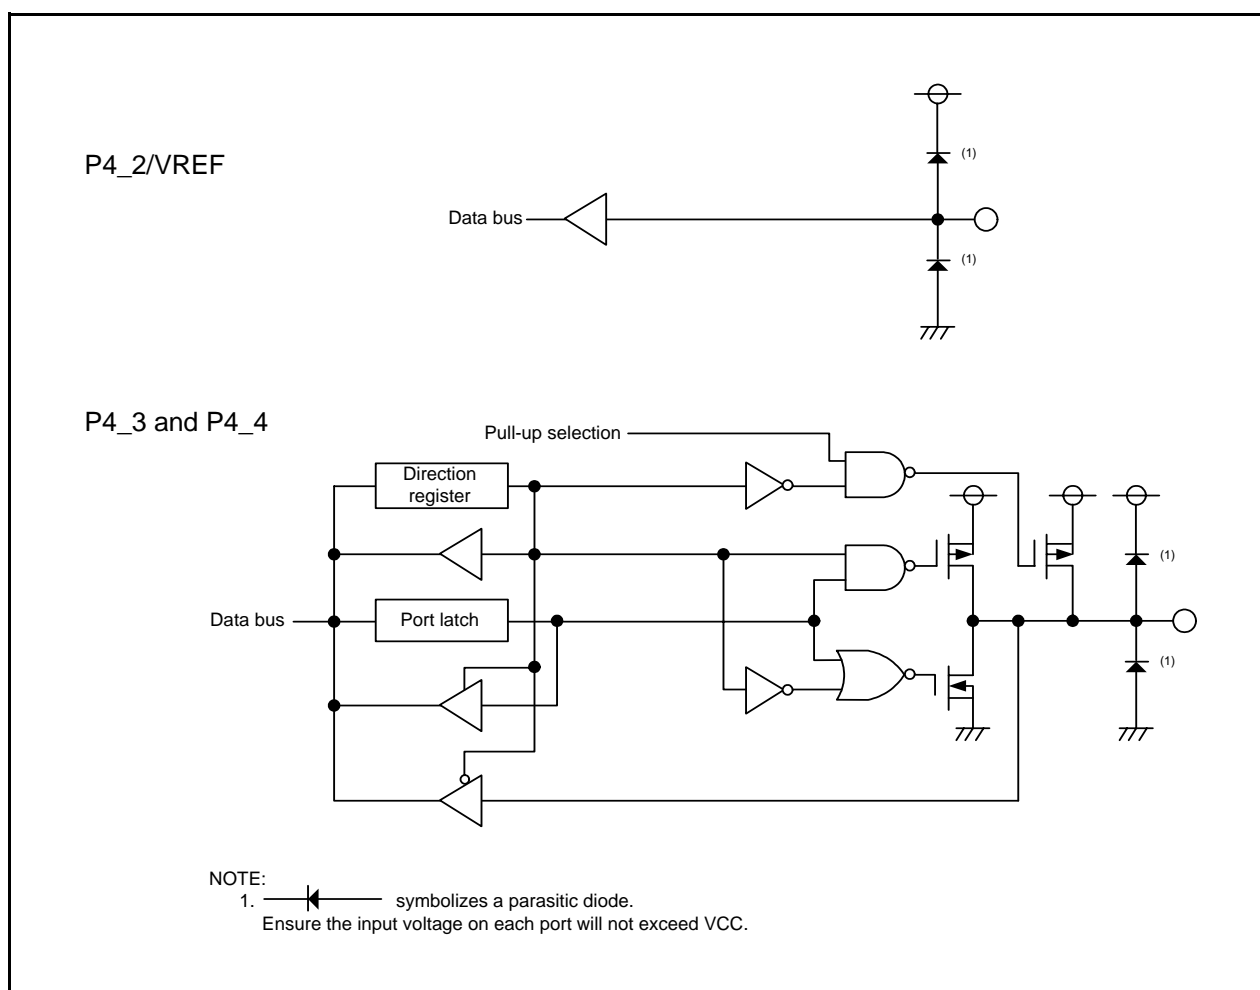 P4_2/VREF
(1)
Data bus
(1)
P4_3 and P4_4
Pull-up selection
Direction
register
(1)
Data bus
Port latch
(1)
NOTE:
1. symbolizes a parasitic diode.
Ensure the input voltage on each port will not exceed VCC.